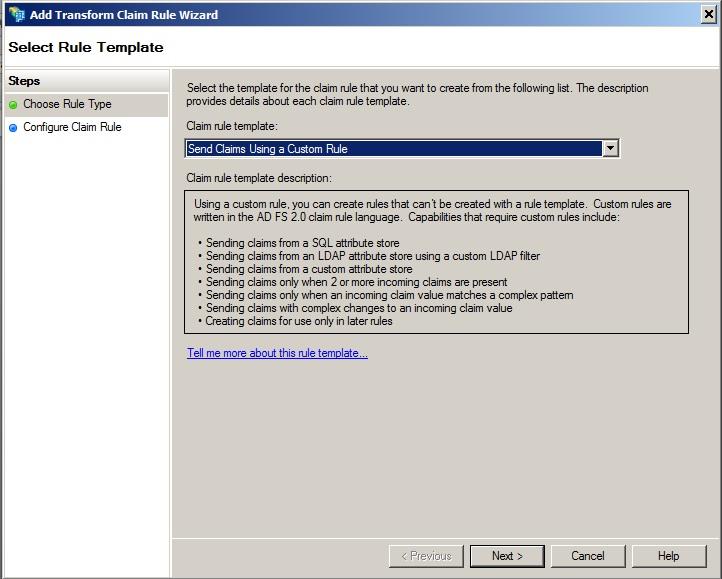 Add Transform Claim Rule Wizard
Select Rule Template
Steps
Choose Rule Type
Configure Claim Rule
Select the template for the claim rule that you want to create from the following list. The description
provides details about each claim rule template.
Claim rule template:
Send Claims Using a Custom Rule
Claim rule template description:
Using a custom rule, you can create rules that can't be created with a rule template. Custom rules are
written in the AD FS 2.0 claim rule language. Capabilities that require custom rules include:
• Sending claims from a SQL attribute store
• Sending claims from an LDAP attribute store using a custom LDAP filter
• Sending claims from a custom attribute store
• Sending claims only when 2 or more incoming claims are present
• Sending claims only when an incoming claim value matches a complex pattern
• Sending claims with complex changes to an incoming claim value
• Creating claims for use only in later rules
Tell me more about this rule template...
< Previous
Next >
Cancel
Help